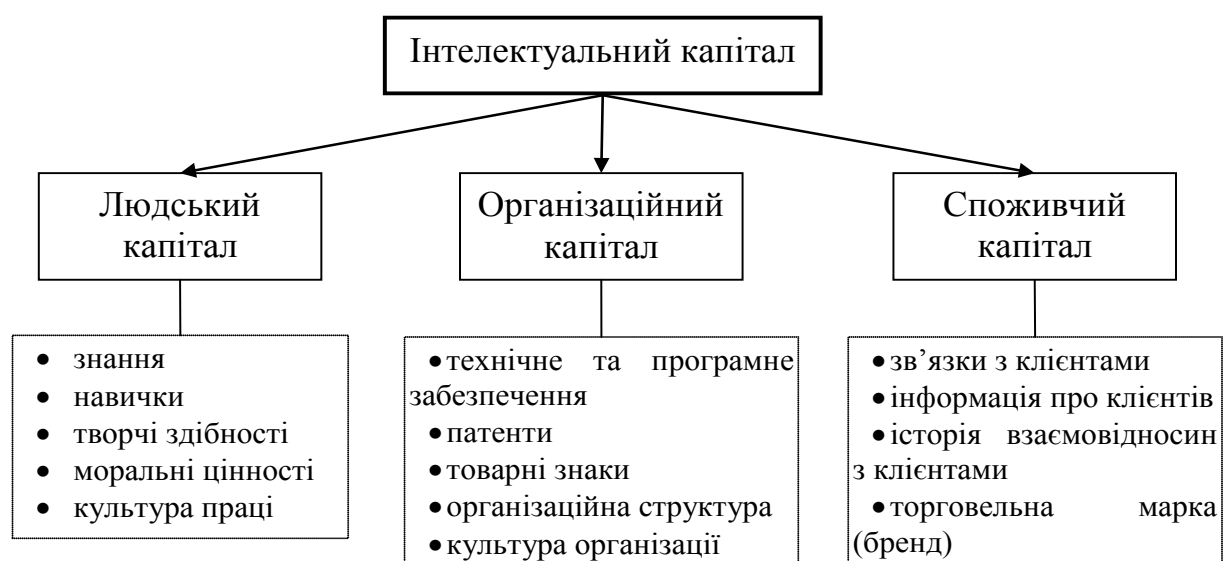 Інтелектуальний капітал
Людський
капітал
Організаційний
капітал
Споживчий
капітал
• знання
• навички
• творчі здібності
• моральні цінності
• культура праці
• технічне та програмне
забезпечення
• патенти
• товарні знаки
• організаційна структура
• культура організації
• зв’язки з клієнтами
• інформація про клієнтів
• історія взаємовідносин
з клієнтами
• торговельна марка
(бренд)